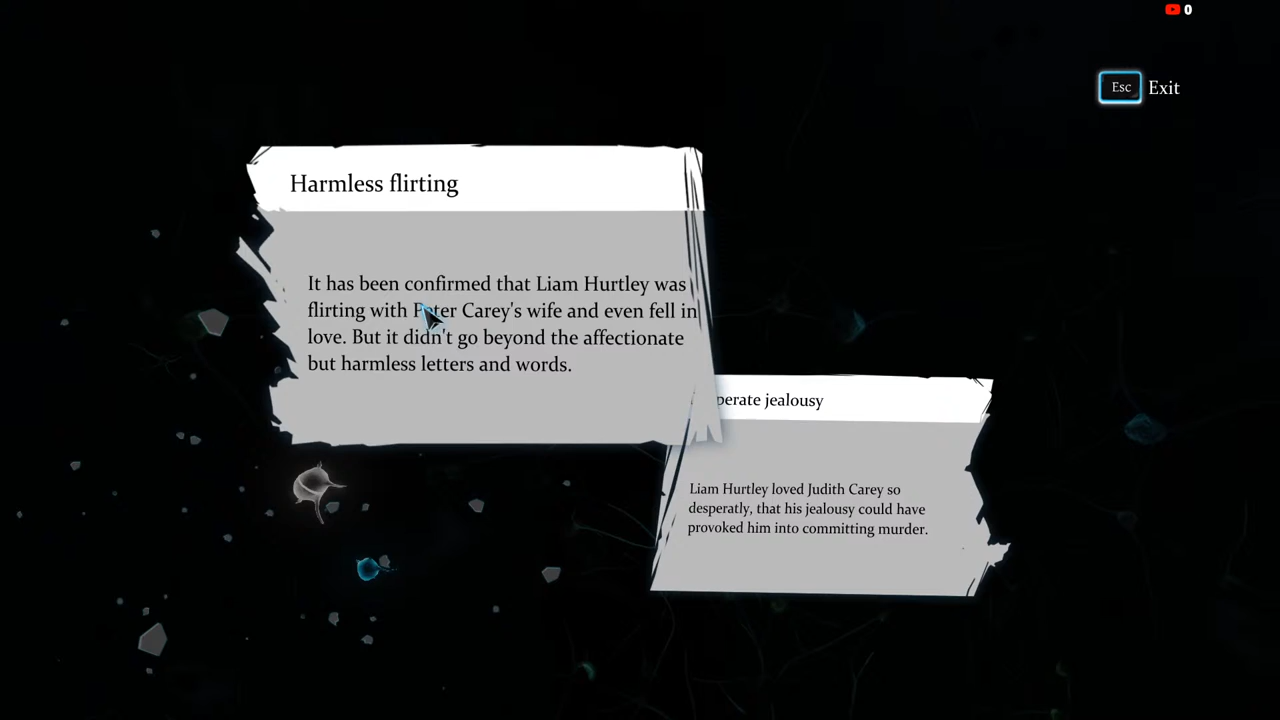 0
Esc Exit
Harmless flirting
It has been confirmed that Liam Hurtley was
flirting with Peter Carey's wife and even fell in
love. But it didn't go beyond the affectionate
but harmless letters and words.
perate jealousy
Liam Hurtley loved Judith Carey so
desperatly, that his jealousy could have
provoked him into committing murder.